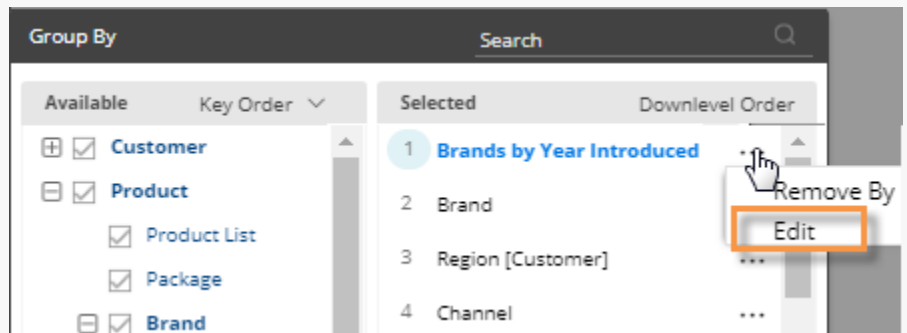 Group By
Search
Available
Key Order
Selected
Downlevel Order
Customer
Product
Product List
Package
Brand
1 Brands by Year Introduced
2 Brand
3 Region [Customer]
4 Channel
Remove By
Edit